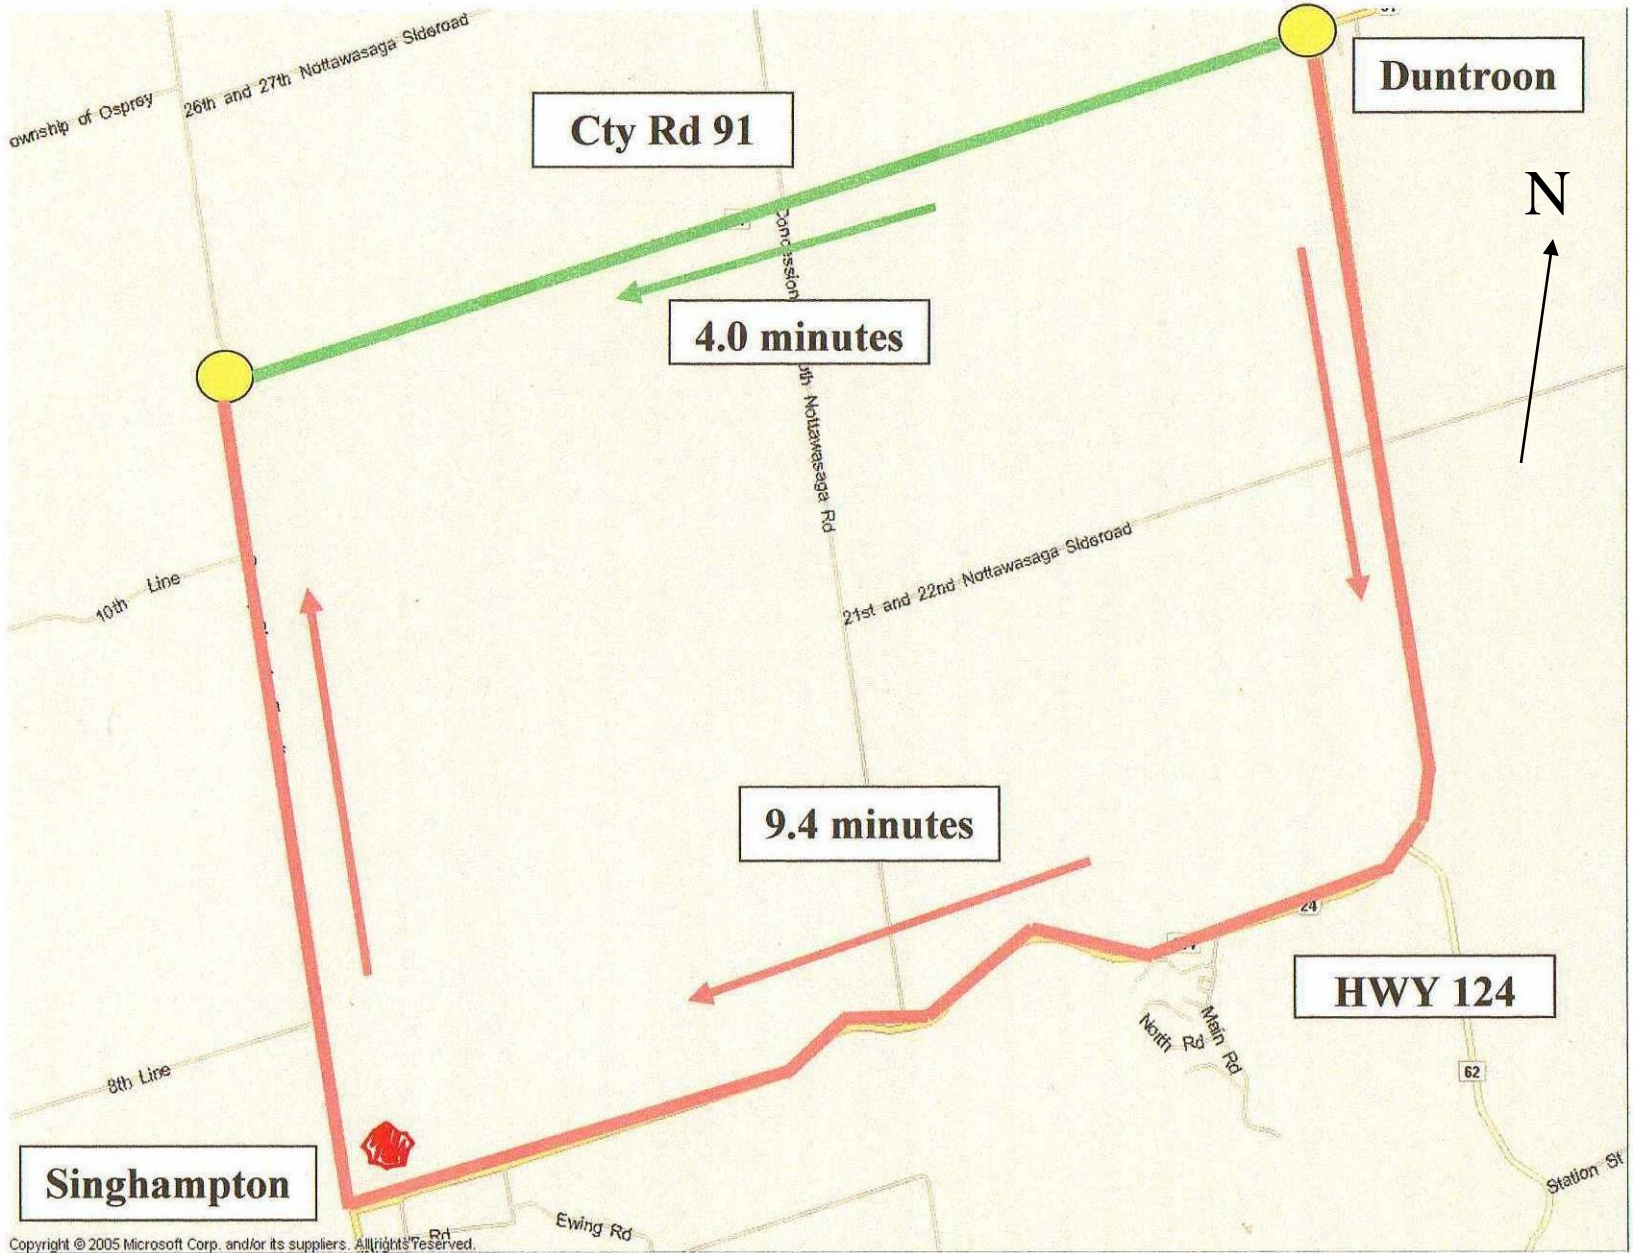 26th and 27th Nottawasaga Sideroad
ownship of Osprey
Duntroon
Cty Rd 91
N
4.0 minutes
Nottawasaga Rd
21st and 22nd Nottawasaga Sideroad
10th Line
9.4 minutes
24
HWY 124
North Rd
Main Rd
62
8th Line
Singhampton
Station St
Ewing Rd
Rd
Copyright © 2005 Microsoft Corp. and/or its suppliers. All rights reserved.